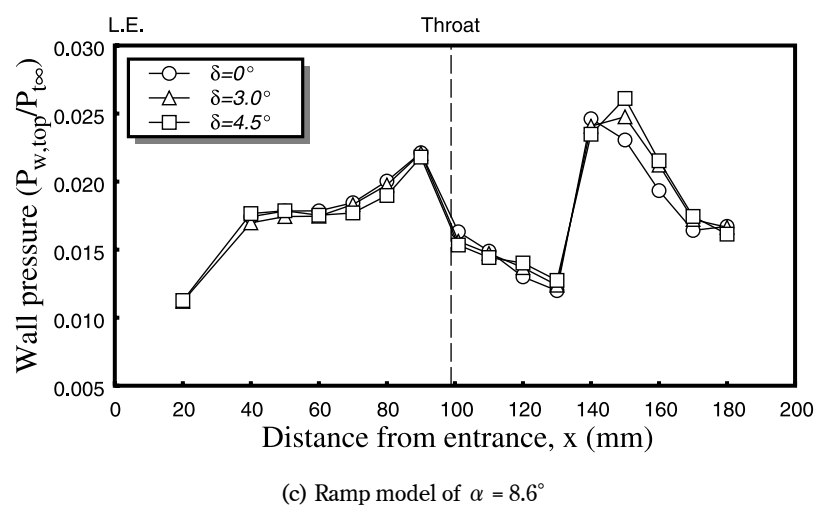 L.E. Throat
0.030
0.025
0.020
0.015
0.010
0.005
Wall pressure (P_{w,top}/P_{t∞})
δ=0°
δ=3.0°
δ=4.5°
0 20 40 60 80 100 120 140 160 180 200
Distance from entrance, x (mm)
(c) Ramp model of α = 8.6°